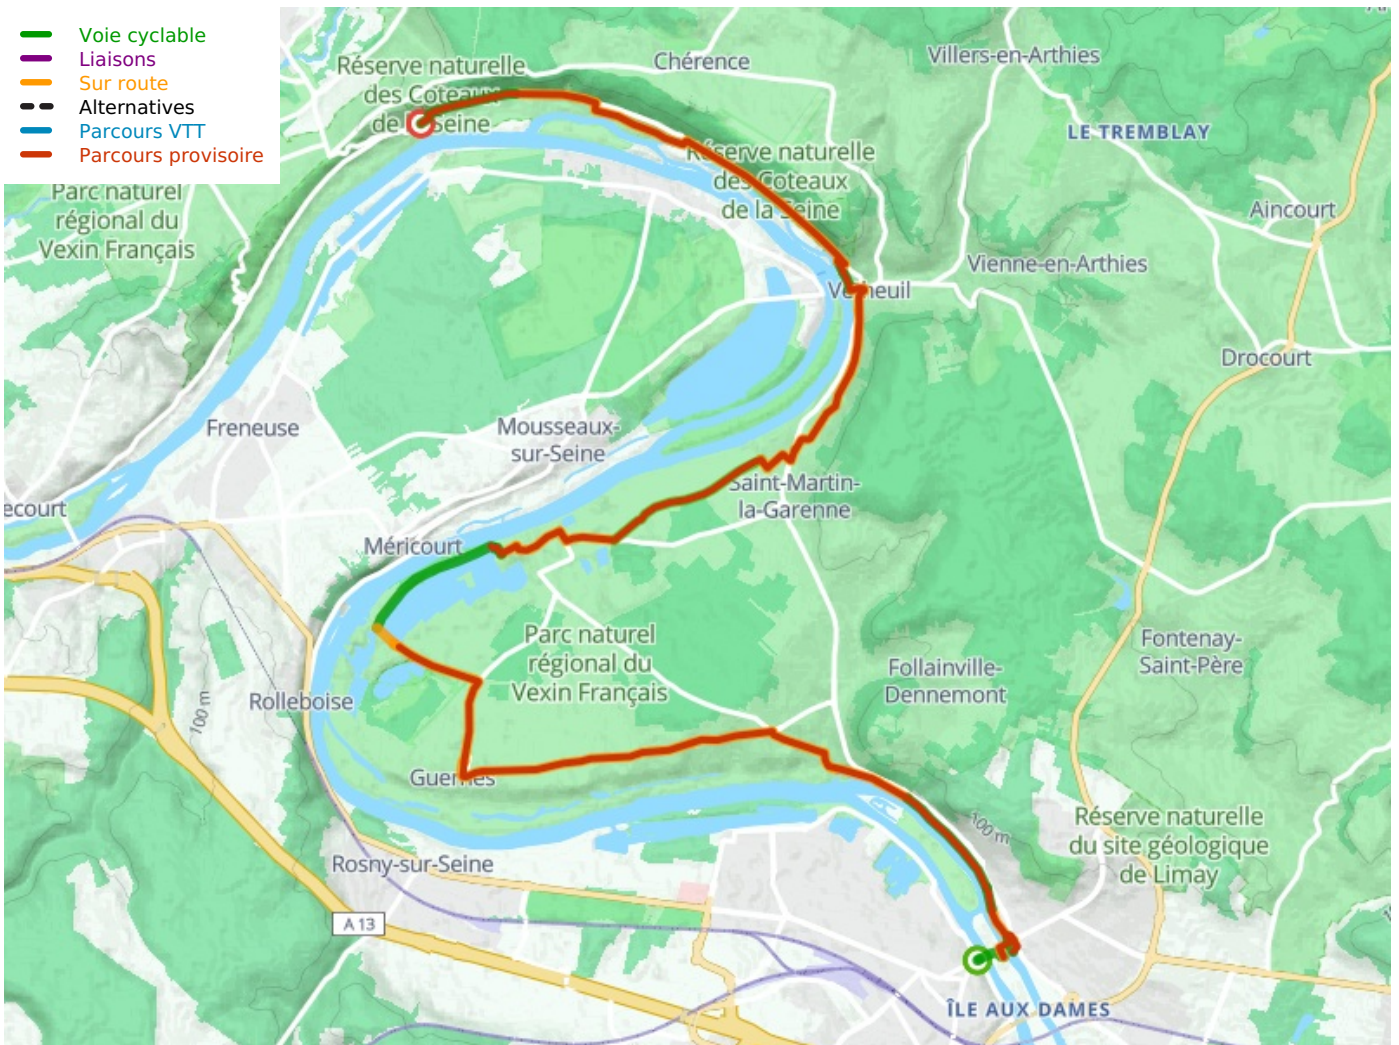 Voie cyclable
Liaisons
Sur route
Alternatives
Parcours VTT
Parcours provisoire
Réserve naturelle
des Coteaux
de la Seine
Chérence
Villers-en-Arthies
LE TREMBLAY
Réserve naturelle
des Coteaux
de la Seine
Parc naturel
régional du
Vexin Français
Aincourt
Vienne-en-Arthies
Vétheuil
Drocourt
Freneuse
Mousseaux-
sur-Seine
Saint-Martin-
la-Garenne
ecourt
Méricourt
Parc naturel
régional du
Vexin Français
Fontenay-
Saint-Père
Follainville-
Dennemont
Rolleboise
100 m
Guernes
100 m
Réserve naturelle
du site géologique
de Limay
Rosny-sur-Seine
A 13
ÎLE AUX DAMES